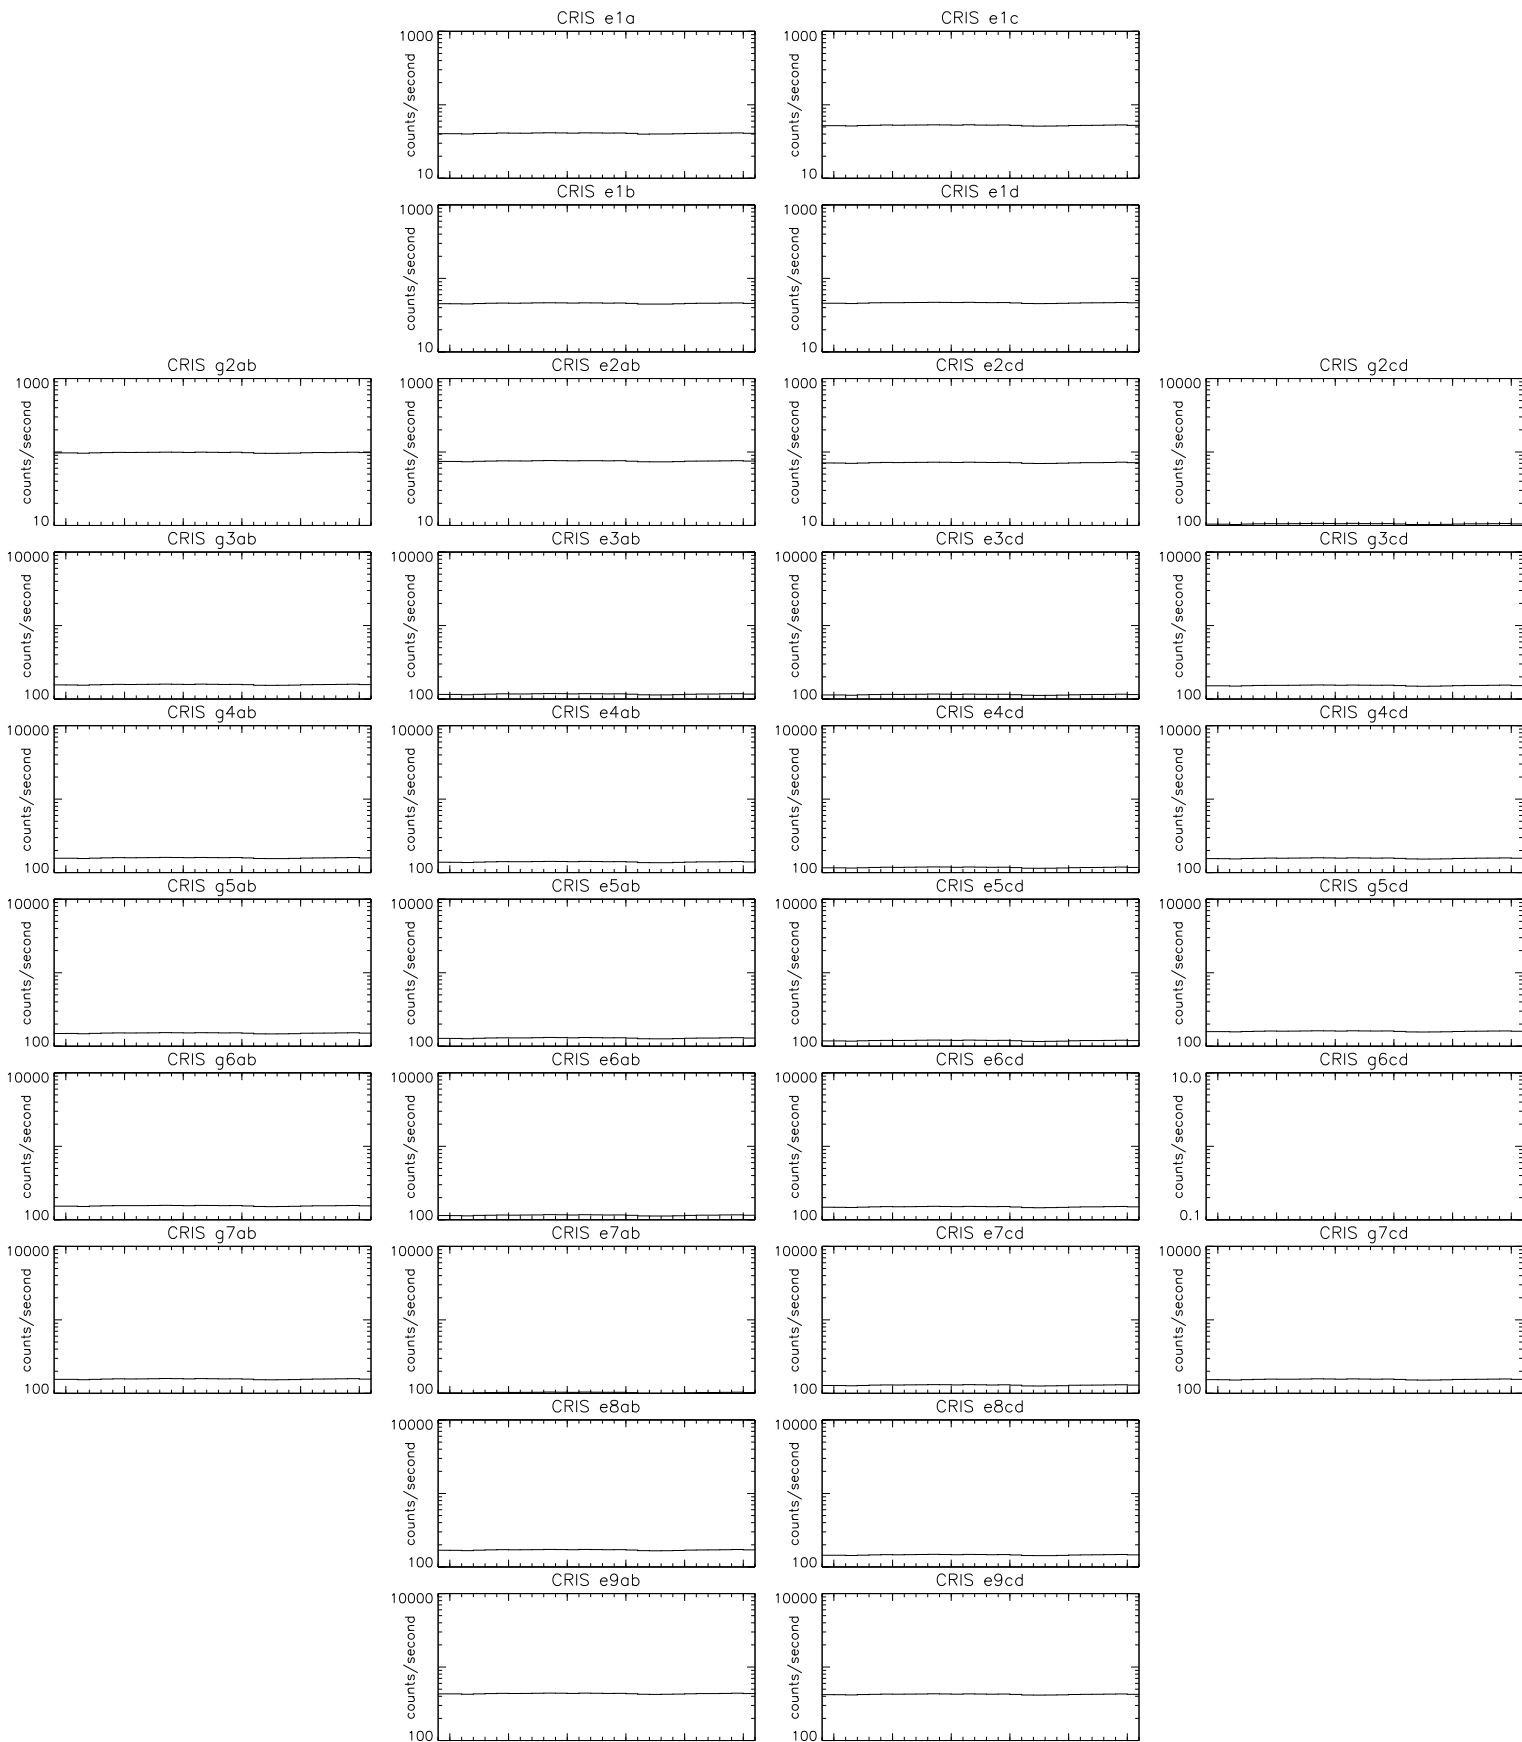 CRIS e1a
1000
counts/second
10
CRIS e1c
1000
counts/second
10
CRIS e1b
1000
counts/second
10
CRIS e1d
1000
counts/second
10
CRIS g2ab
1000
counts/second
10
CRIS e2ab
1000
counts/second
10
CRIS e2cd
1000
counts/second
10
CRIS g2cd
10000
counts/second
100
CRIS g3ab
10000
counts/second
100
CRIS e3ab
10000
counts/second
100
CRIS e3cd
10000
counts/second
100
CRIS g3cd
10000
counts/second
100
CRIS g4ab
10000
counts/second
100
CRIS e4ab
10000
counts/second
100
CRIS e4cd
10000
counts/second
100
CRIS g4cd
10000
counts/second
100
CRIS g5ab
10000
counts/second
100
CRIS e5ab
10000
counts/second
100
CRIS e5cd
10000
counts/second
100
CRIS g5cd
10000
counts/second
100
CRIS g6ab
10000
counts/second
100
CRIS e6ab
10000
counts/second
100
CRIS e6cd
10000
counts/second
100
CRIS g6cd
10.0
counts/second
0.1
CRIS g7ab
10000
counts/second
100
CRIS e7ab
10000
counts/second
100
CRIS e7cd
10000
counts/second
100
CRIS g7cd
10000
counts/second
100
CRIS e8ab
10000
counts/second
100
CRIS e8cd
10000
counts/second
100
CRIS e9ab
10000
counts/second
100
CRIS e9cd
10000
counts/second
100